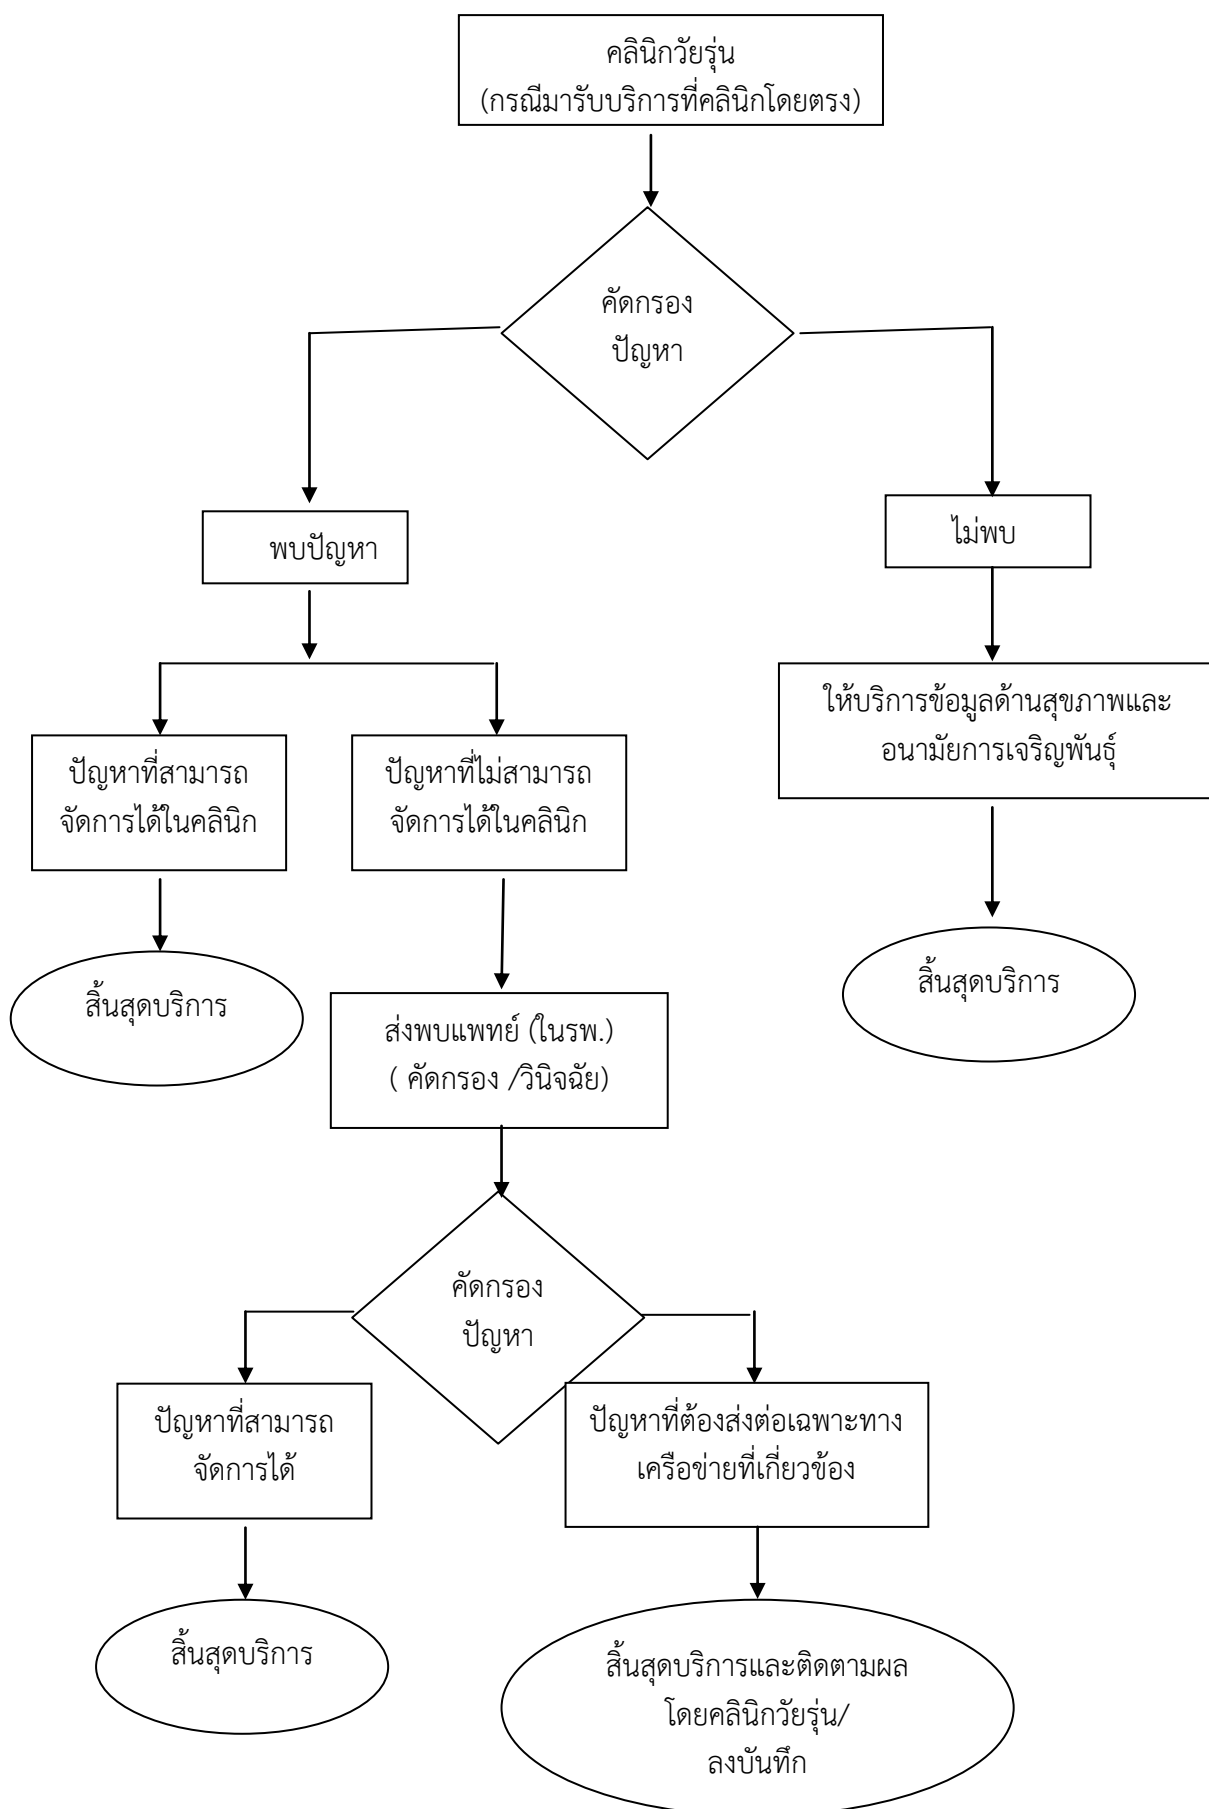 คลินิกวัยรุ่น
(กรณีมารับบริการที่คลินิกโดยตรง)
คัดกรอง
ปัญหา
พบปัญหา
ไม่พบ
ให้บริการข้อมูลด้านสุขภาพและ
อนามัยการเจริญพันธุ์
ปัญหาที่สามารถ
จัดการได้ในคลินิก
ปัญหาที่ไม่สามารถ
จัดการได้ในคลินิก
สิ้นสุดบริการ
สิ้นสุดบริการ
ส่งพบแพทย์ (ในรพ.)
( คัดกรอง /วินิจฉัย)
คัดกรอง
ปัญหา
ปัญหาที่สามารถ
จัดการได้
ปัญหาที่ต้องส่งต่อเฉพาะทาง
เครือข่ายที่เกี่ยวข้อง
สิ้นสุดบริการ
สิ้นสุดบริการและติดตามผล
โดยคลินิกวัยรุ่น/
ลงบันทึก